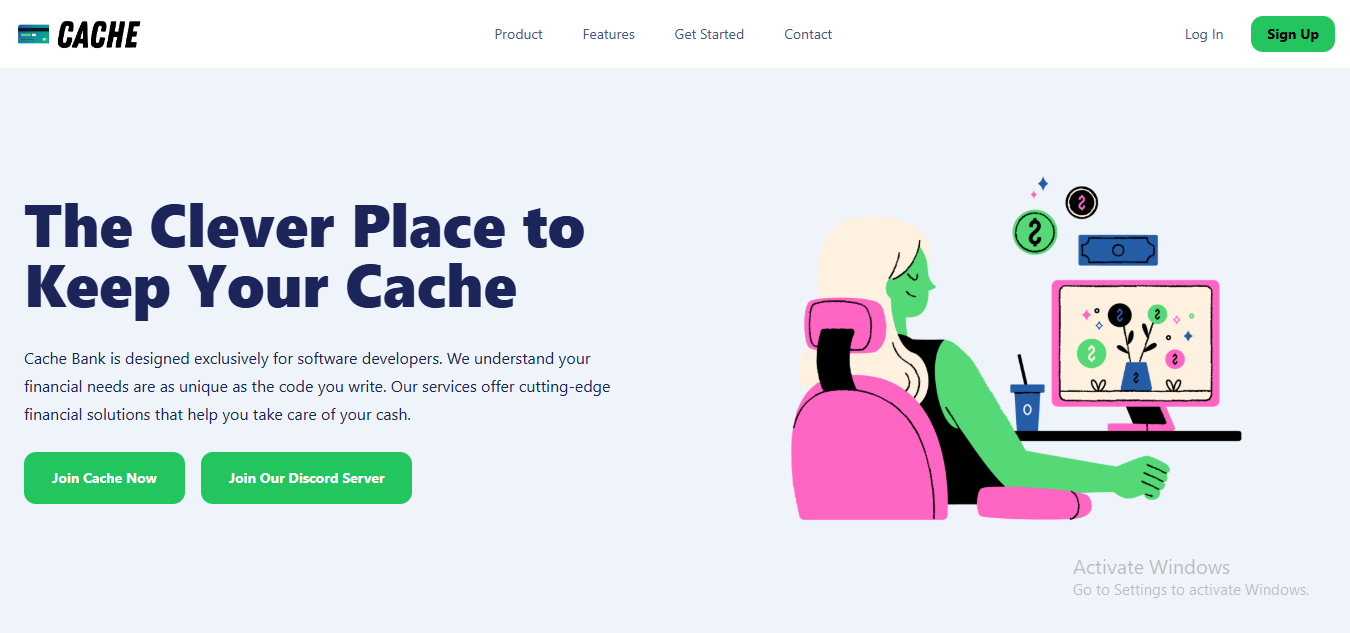 CACHE
Product
Features
Get Started
Contact
Log In
Sign Up
The Clever Place to
Keep Your Cache
Cache Bank is designed exclusively for software developers. We understand your
financial needs are as unique as the code you write. Our services offer cutting-edge
financial solutions that help you take care of your cash.
Join Cache Now
Join Our Discord Server
Activate Windows
Go to Settings to activate Windows.